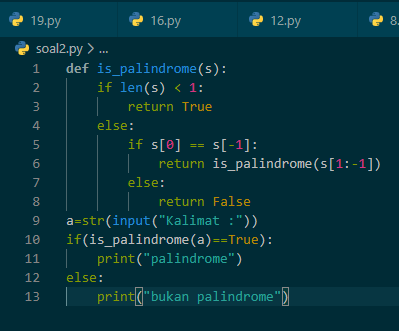 19.py 16.py 12.py 8.
soal2.py > ...
1 def is_palindrome(s):
2     if len(s) < 1:
3         return True
4     else:
5         if s[0] == s[-1]:
6             return is_palindrome(s[1:-1])
7         else:
8             return False
9 a=str(input("Kalimat :"))
10 if(is_palindrome(a)==True):
11     print("palindrome")
12 else:
13     print("bukan palindrome")